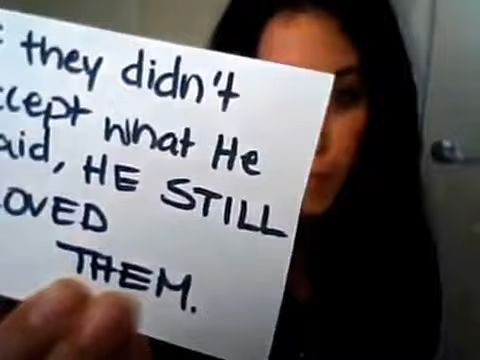 they didn't
ccept what He
aid, HE STILL
OVED
THEM.